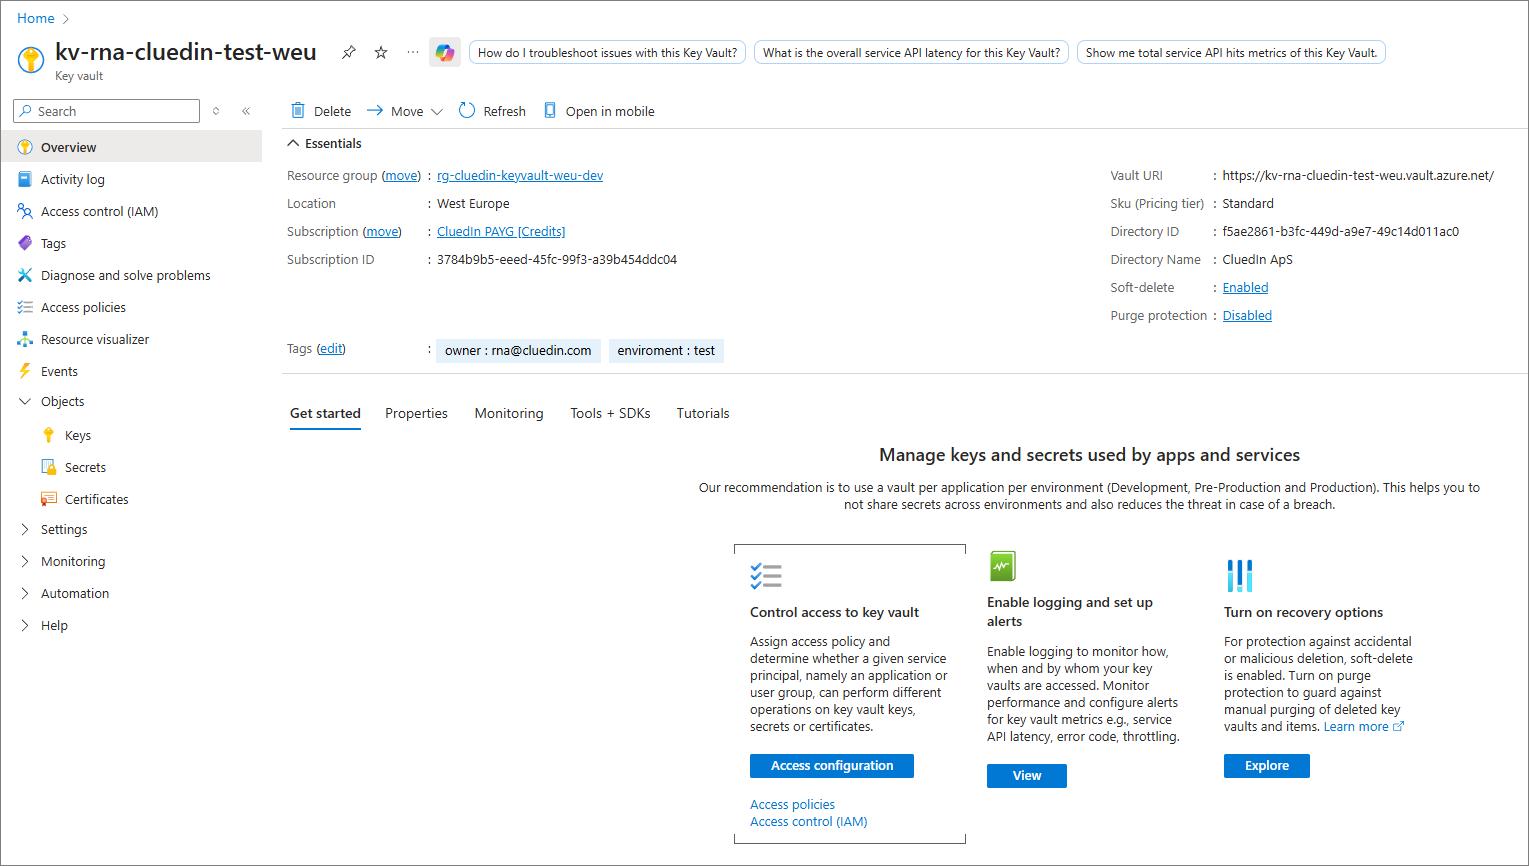 Home
kv-rna-cluedin-test-weu
Key vault
How do I troubleshoot issues with this Key Vault?
What is the overall service API latency for this Key Vault?
Show me total service API hits metrics of this Key Vault.
Search
Overview
Activity log
Access control (IAM)
Tags
Diagnose and solve problems
Access policies
Resource visualizer
Events
Objects
Keys
Secrets
Certificates
Settings
Monitoring
Automation
Help
Delete
Move
Refresh
Open in mobile
Essentials
Resource group (move) : rg-cluedin-keyvault-weu-dev
Location : West Europe
Subscription (move) : CluedIn PAYG [Credits]
Subscription ID : 3784b9b5-eeed-45fc-99f3-a39b454ddc04
Vault URI : https://kv-rna-cluedin-test-weu.vault.azure.net/
Sku (Pricing tier) : Standard
Directory ID : f5ae2861-b3fc-449d-a9e7-49c14d011ac0
Directory Name : CluedIn ApS
Soft-delete : Enabled
Purge protection : Disabled
Tags (edit) : owner : rna@cluedin.com enviroment : test
Get started
Properties
Monitoring
Tools + SDKs
Tutorials
Manage keys and secrets used by apps and services
Our recommendation is to use a vault per application per environment (Development, Pre-Production and Production). This helps you to
not share secrets across environments and also reduces the threat in case of a breach.
Control access to key vault
Assign access policy and
determine whether a given service
principal, namely an application or
user group, can perform different
operations on key vault keys,
secrets or certificates.
Access configuration
Access policies
Access control (IAM)
Enable logging and set up
alerts
Enable logging to monitor how,
when and by whom your key
vaults are accessed. Monitor
performance and configure alerts
for key vault metrics e.g., service
API latency, error code, throttling.
View
Turn on recovery options
For protection against accidental
or malicious deletion, soft-delete
is enabled. Turn on purge
protection to guard against
manual purging of deleted key
vaults and items. Learn more
Explore